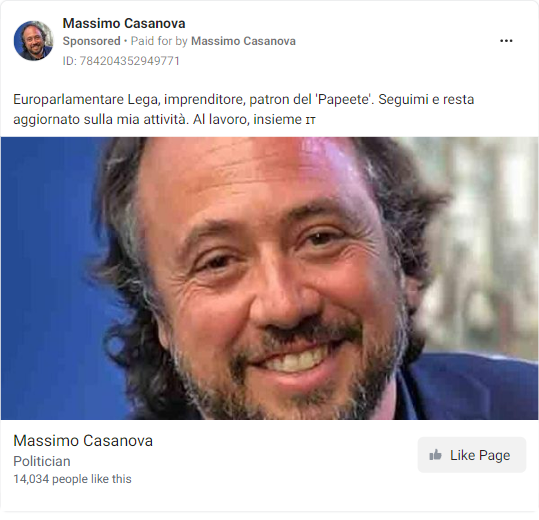 Massimo Casanova
Sponsored • Paid for by Massimo Casanova
ID: 784204352949771
Europarlamentare Lega, imprenditore, patron del 'Papeete'. Seguimi e resta
aggiornato sulla mia attività. Al lavoro, insieme IT
Massimo Casanova
Politician
14,034 people like this
Like Page